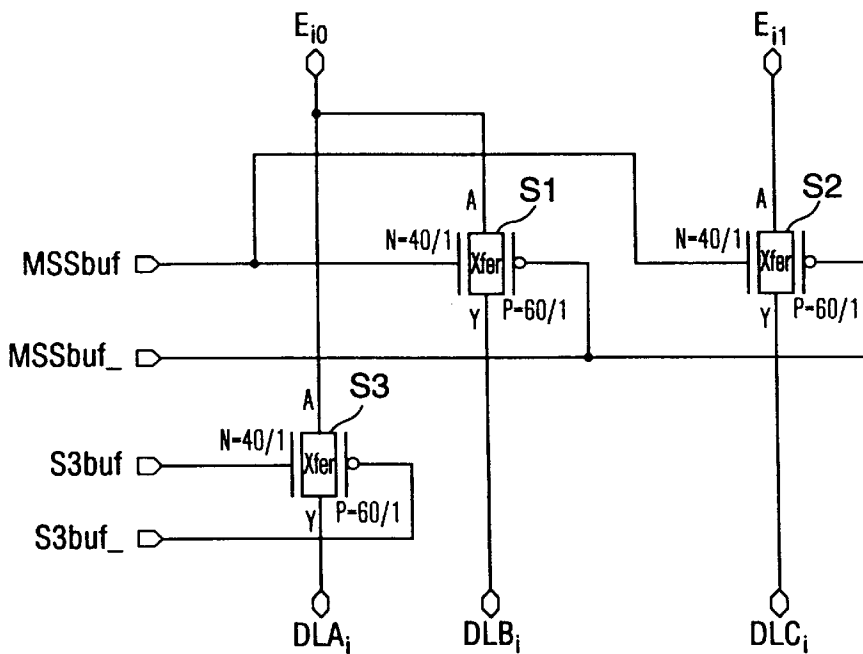 E_i0 E_i1
A S1 A S2
N=40/1 N=40/1
MSSbuf Xfer Xfer
Y P=60/1 Y P=60/1
MSSbuf_
A S3
N=40/1
S3buf Xfer
Y P=60/1
S3buf_
DLA_i DLB_i DLC_i